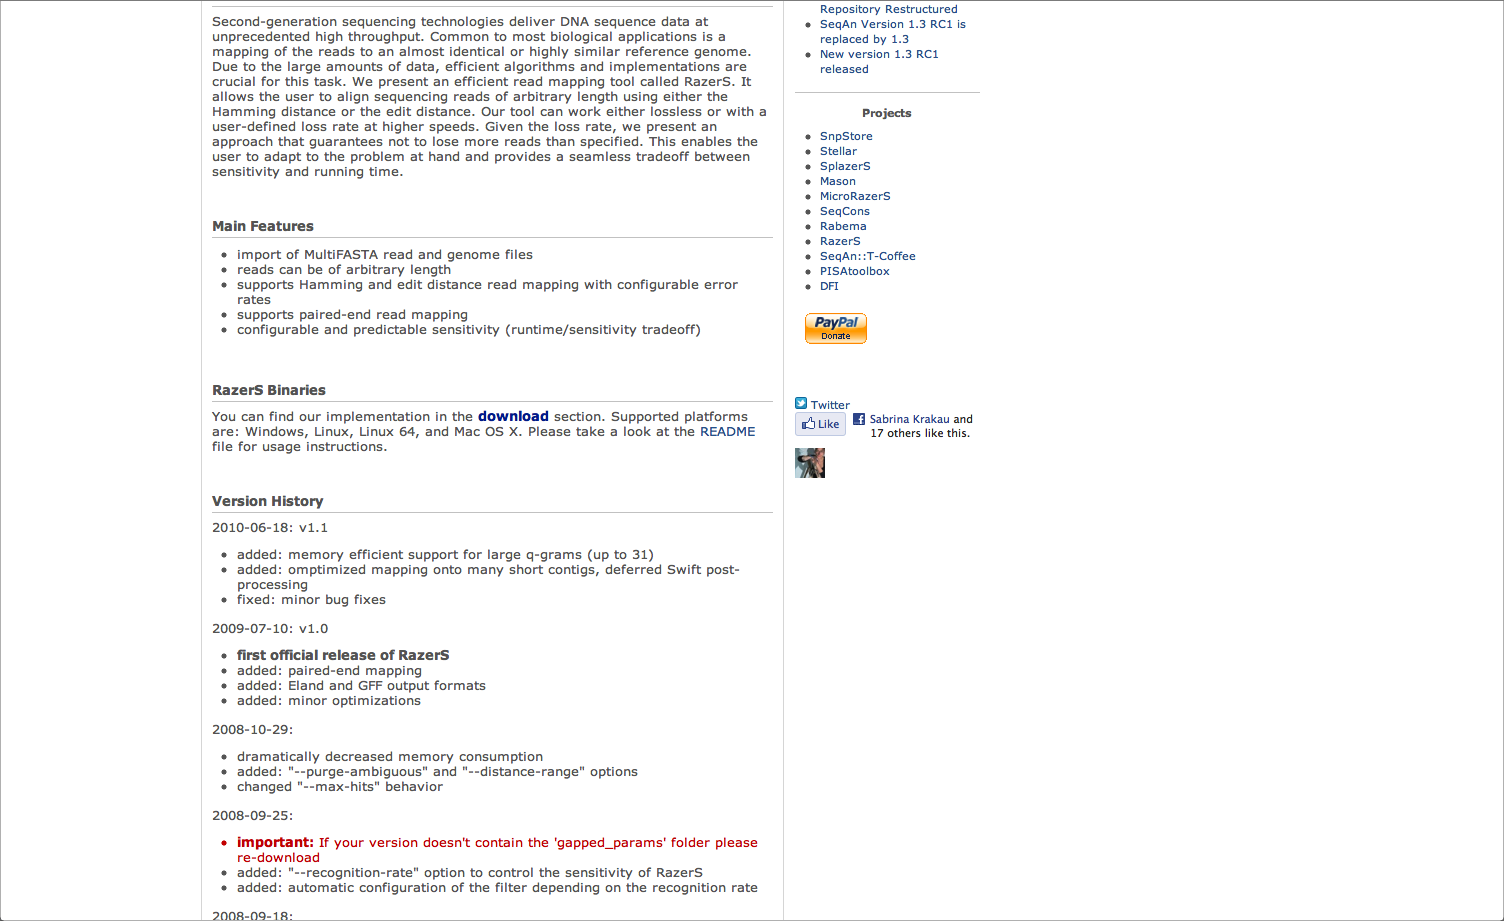 Second-generation sequencing technologies deliver DNA sequence data at
unprecedented high throughput. Common to most biological applications is a
mapping of the reads to an almost identical or highly similar reference genome.
Due to the large amounts of data, efficient algorithms and implementations are
crucial for this task. We present an efficient read mapping tool called RazerS. It
allows the user to align sequencing reads of arbitrary length using either the
Hamming distance or the edit distance. Our tool can work either lossless or with a
user-defined loss rate at higher speeds. Given the loss rate, we present an
approach that guarantees not to lose more reads than specified. This enables the
user to adapt to the problem at hand and provides a seamless tradeoff between
sensitivity and running time.
Main Features
import of MultiFASTA read and genome files
reads can be of arbitrary length
supports Hamming and edit distance read mapping with configurable error
rates
supports paired-end read mapping
configurable and predictable sensitivity (runtime/sensitivity tradeoff)
RazerS Binaries
You can find our implementation in the download section. Supported platforms
are: Windows, Linux, Linux 64, and Mac OS X. Please take a look at the README
file for usage instructions.
Version History
2010-06-18: v1.1
added: memory efficient support for large q-grams (up to 31)
added: omptimized mapping onto many short contigs, deferred Swift post-
processing
fixed: minor bug fixes
2009-07-10: v1.0
first official release of RazerS
added: paired-end mapping
added: Eland and GFF output formats
added: minor optimizations
2008-10-29:
dramatically decreased memory consumption
added: "--purge-ambiguous" and "--distance-range" options
changed "--max-hits" behavior
2008-09-25:
important: If your version doesn't contain the 'gapped_params' folder please
re-download
added: "--recognition-rate" option to control the sensitivity of RazerS
added: automatic configuration of the filter depending on the recognition rate
2008-09-18:
Repository Restructured
SeqAn Version 1.3 RC1 is
replaced by 1.3
New version 1.3 RC1
released
Projects
SnpStore
Stellar
SplazerS
Mason
MicroRazerS
SeqCons
Rabema
RazerS
SeqAn::T-Coffee
PISAtoolbox
DFI
PayPal
Donate
Twitter
Like
Sabrina Krakau and
17 others like this.